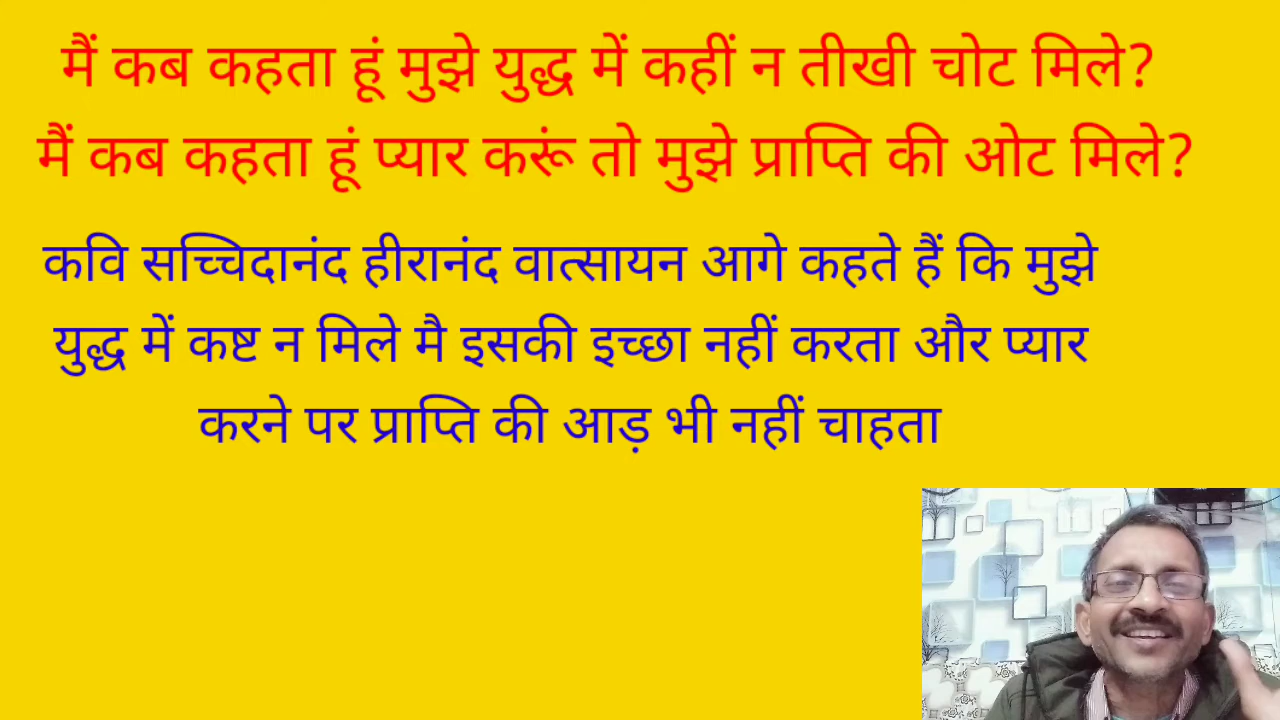 मैं कब कहता हूं मुझे युद्ध में कहीं न तीखी चोट मिले?
मैं कब कहता हूं प्यार करूं तो मुझे प्राप्ति की ओट मिले?
कवि सच्चिदानंद हीरानंद वात्सायन आगे कहते हैं कि मुझे
युद्ध में कष्ट न मिले मै इसकी इच्छा नहीं करता और प्यार
करने पर प्राप्ति की आड़ भी नहीं चाहता